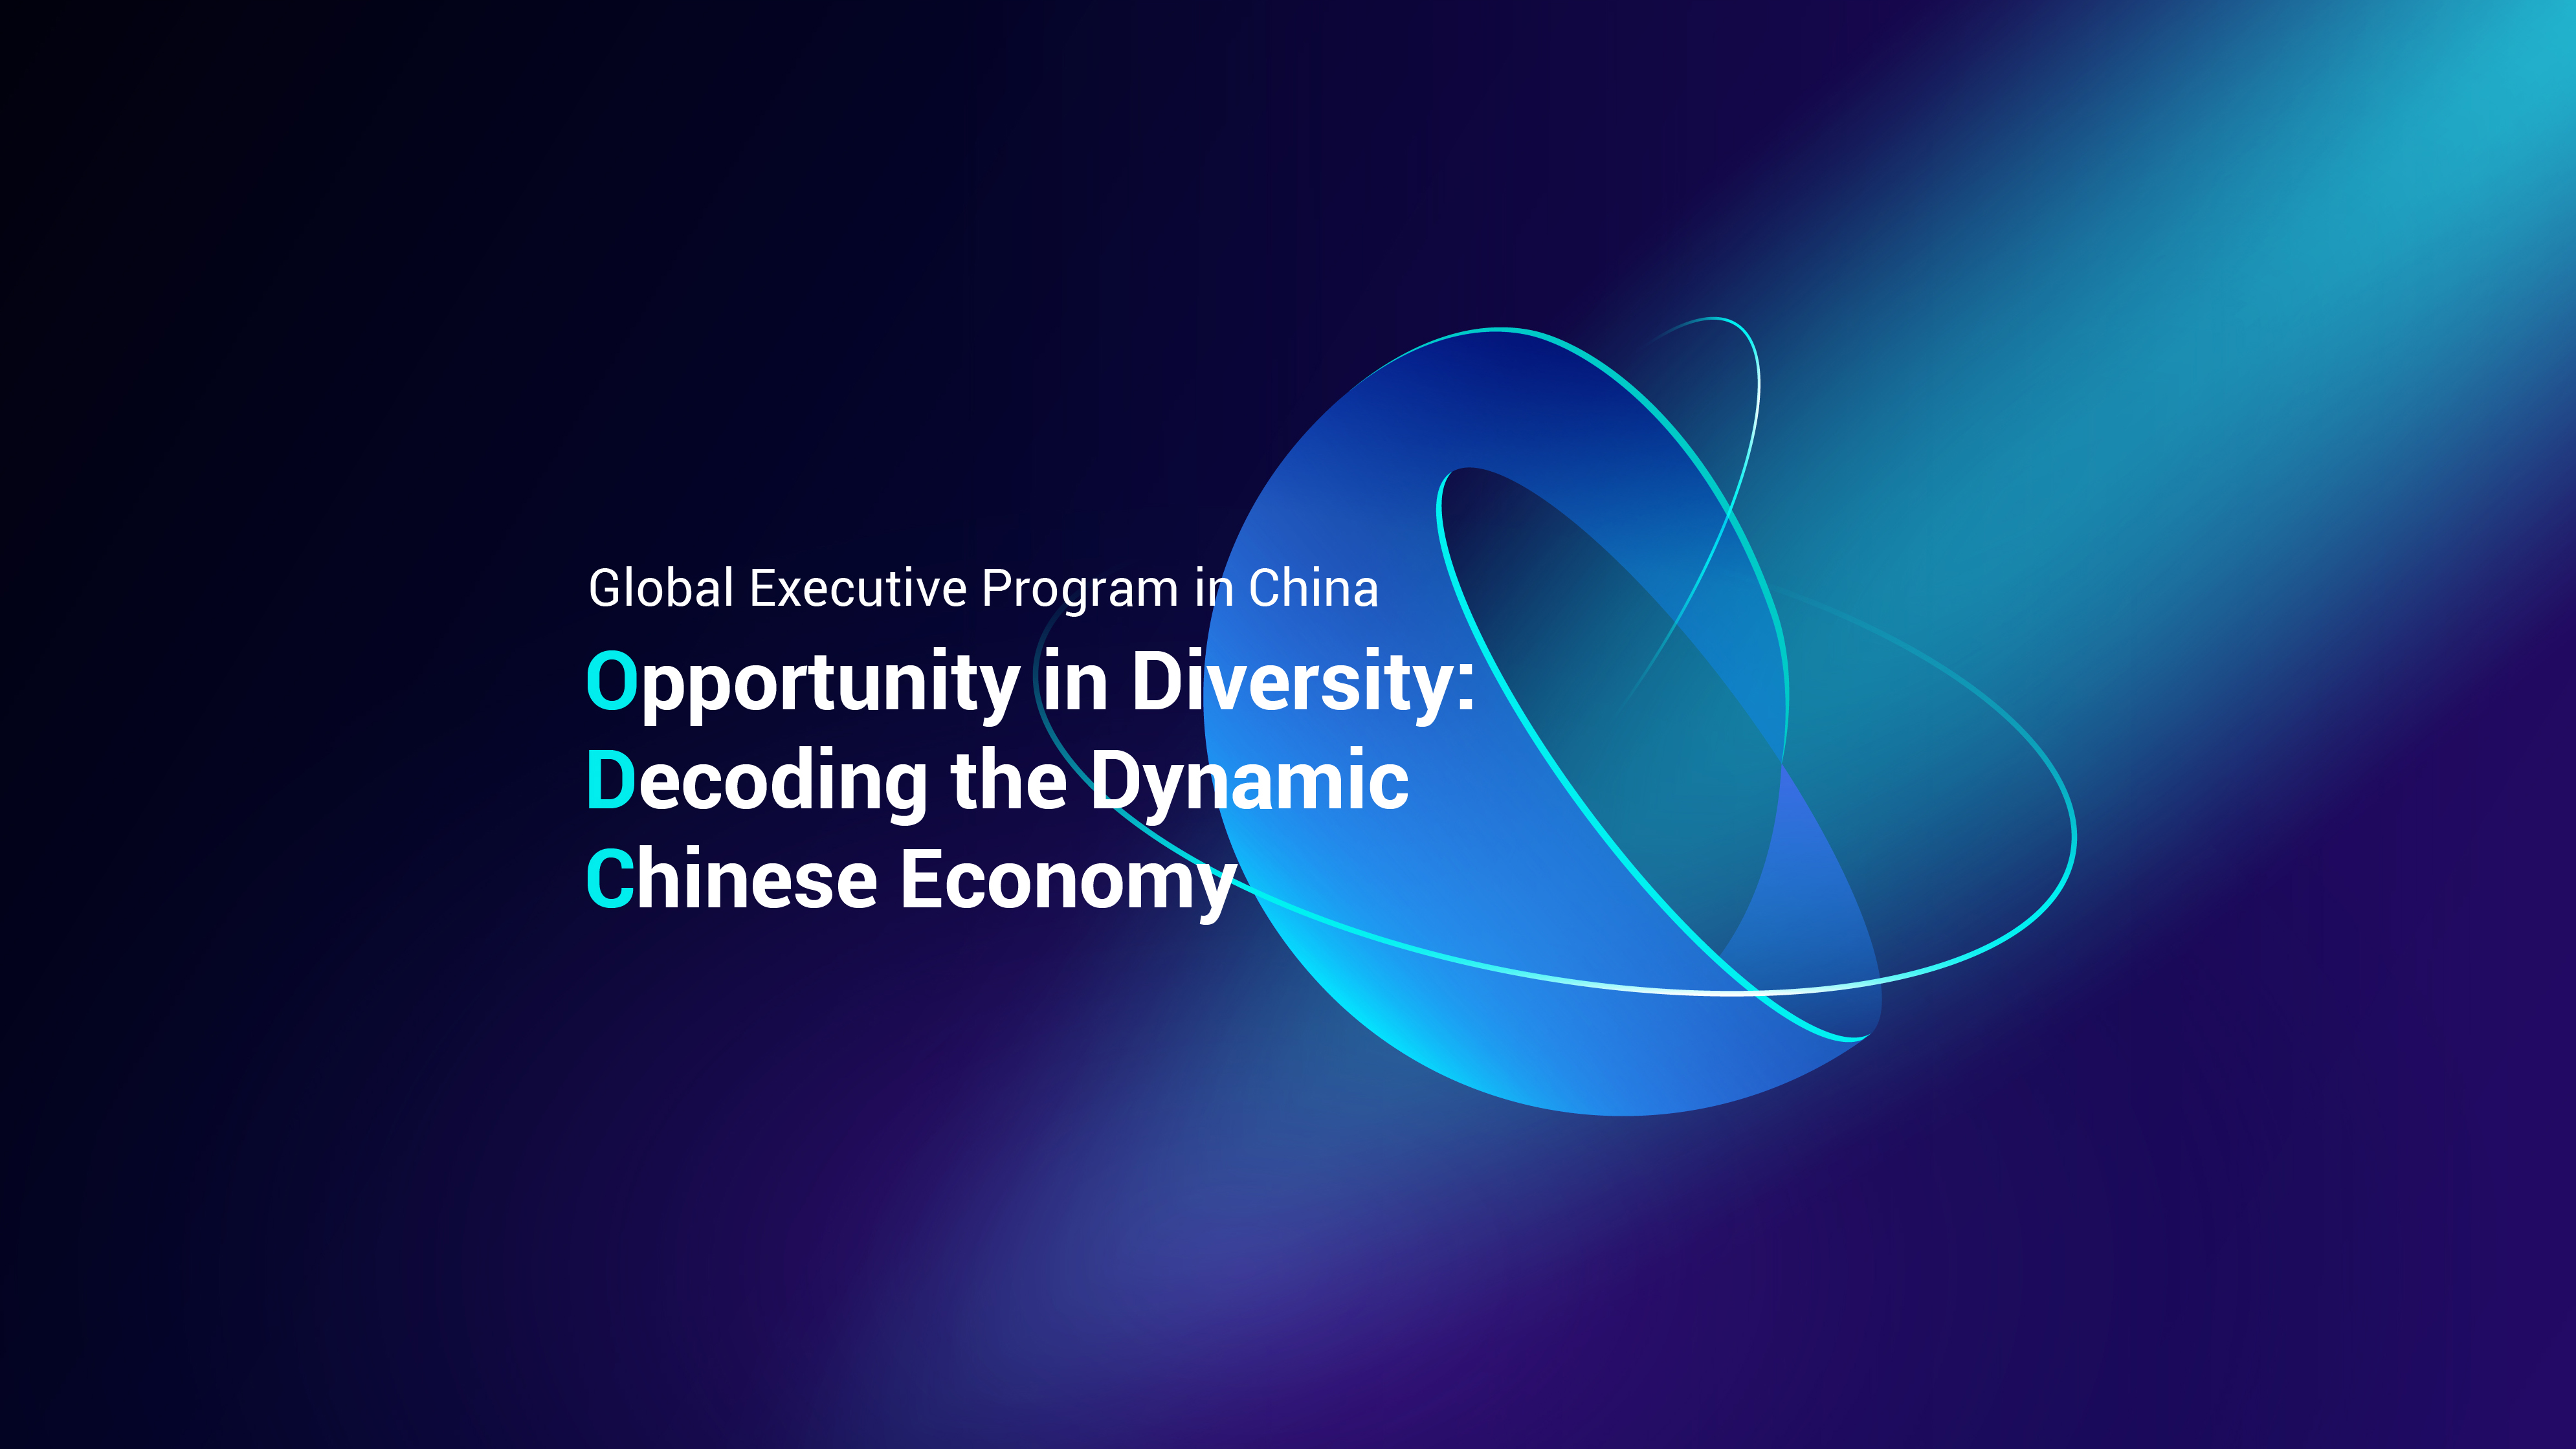 Global Executive Program in China
Opportunity in Diversity:
Decoding the Dynamic
Chinese Economy